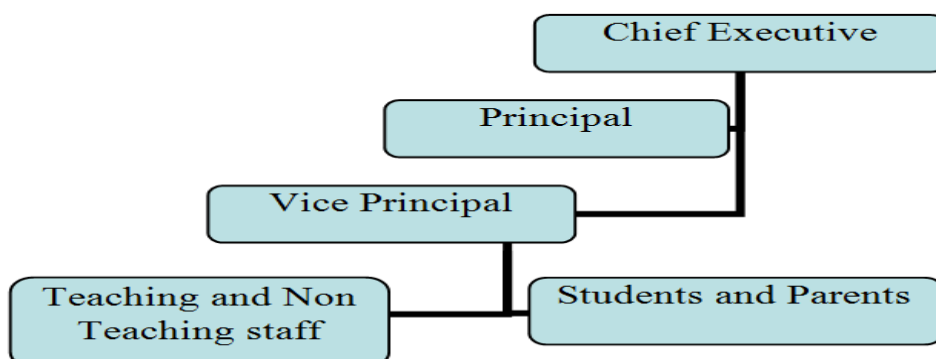 Chief Executive
Principal
Vice Principal
Teaching and Non
Teaching staff
Students and Parents